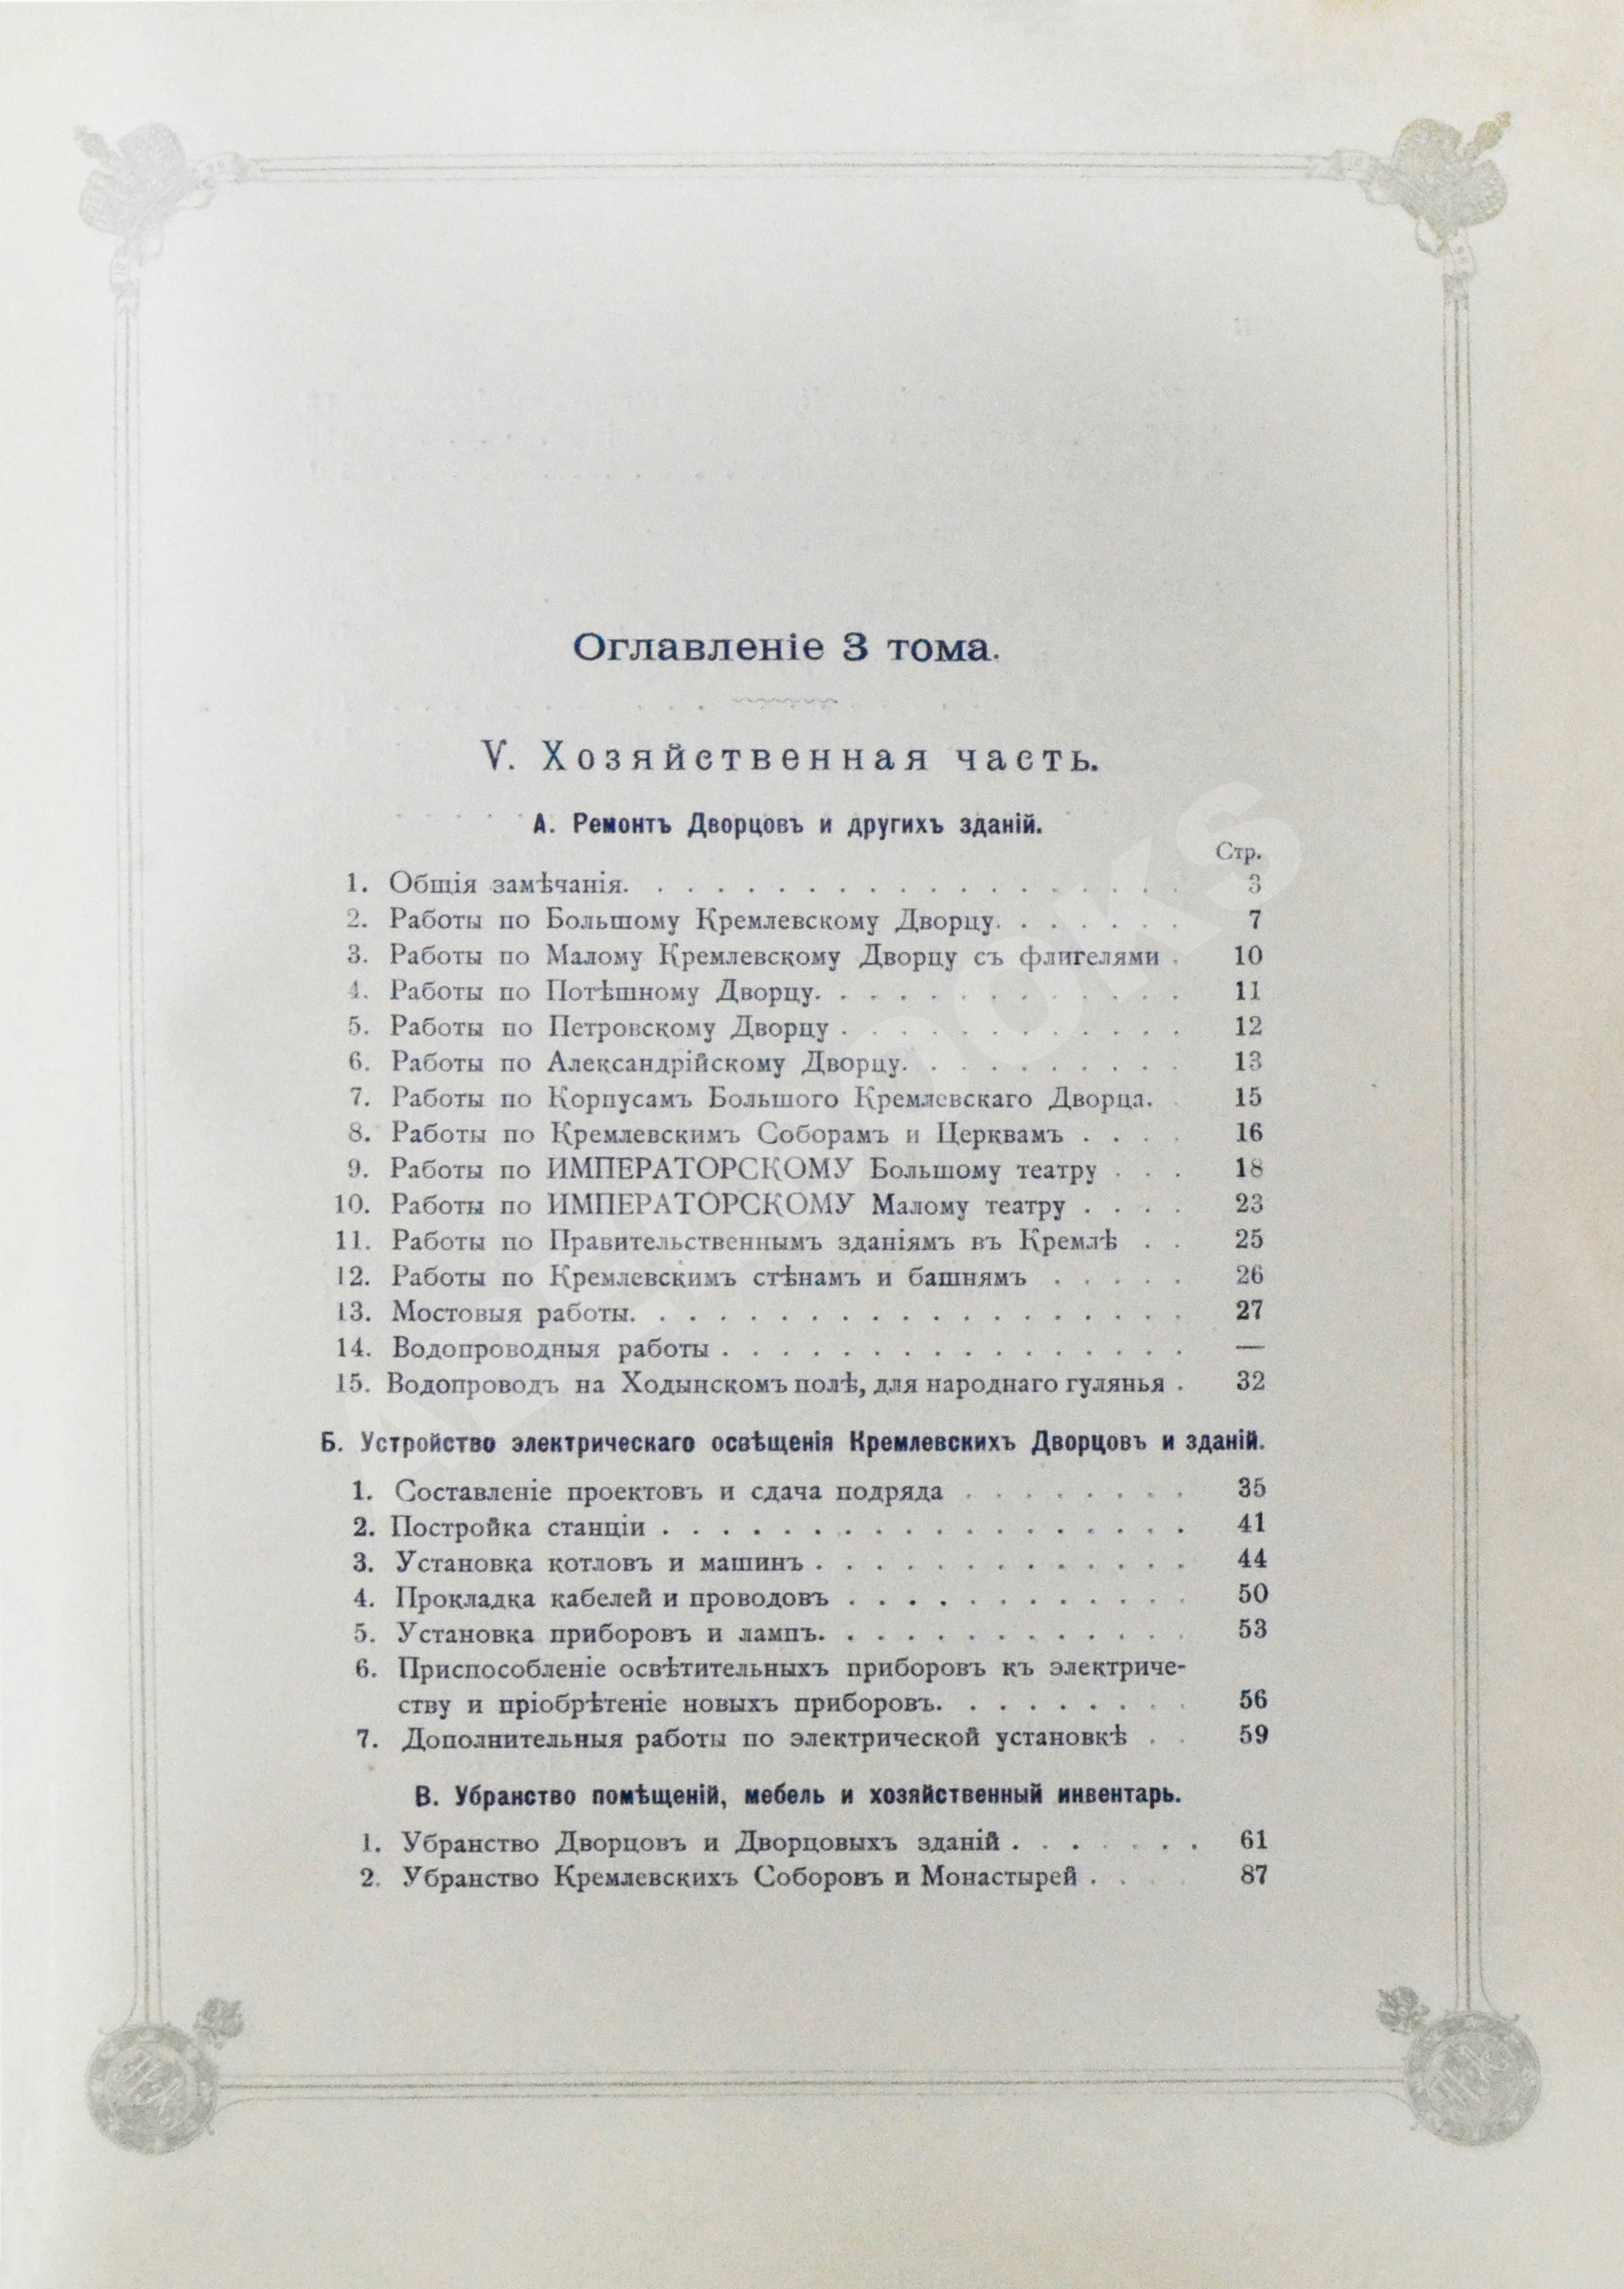 Оглавленіе 3 тома.
V. Хозяйственная часть.
А. Ремонтъ Дворцовъ и другихъ зданій.
Стр.
1. Общія замѣчанія. . . . . . . . . . . . . . . . . . . 3
2. Работы по Большому Кремлевскому Дворцу. . . . . . . 7
3. Работы по Малому Кремлевскому Дворцу съ флигелями . 10
4. Работы по Потѣшному Дворцу. . . . . . . . . . . . . 11
5. Работы по Петровскому Дворцу . . . . . . . . . . . . 12
6. Работы по Александрійскому Дворцу. . . . . . . . . . 13
7. Работы по Корпусамъ Большого Кремлевскаго Дворца. 15
8. Работы по Кремлевскимъ Соборамъ и Церквамъ . . . . 16
9. Работы по ИМПЕРАТОРСКОМУ Большому театру . . . 18
10. Работы по ИМПЕРАТОРСКОМУ Малому театру . . . . 23
11. Работы по Правительственнымъ зданіямъ въ Кремлѣ . . 25
12. Работы по Кремлевскимъ стѣнамъ и башнямъ . . . . . 26
13. Мостовыя работы. . . . . . . . . . . . . . . . . . . 27
14. Водопроводныя работы . . . . . . . . . . . . . . . . —
15. Водопроводъ на Ходынскомъ полѣ, для народнаго гулянья . 32
Б. Устройство электрическаго освѣщенія Кремлевскихъ Дворцовъ и зданій.
1. Составленіе проектовъ и сдача подряда . . . . . . . . 35
2. Постройка станціи . . . . . . . . . . . . . . . . . . 41
3. Установка котловъ и машинъ . . . . . . . . . . . . . 44
4. Прокладка кабелей и проводовъ . . . . . . . . . . . . 50
5. Установка приборовъ и лампъ. . . . . . . . . . . . . 53
6. Приспособленіе освѣтительныхъ приборовъ къ электриче-
ству и пріобрѣтеніе новыхъ приборовъ. . . . . . . . . 56
7. Дополнительныя работы по электрической установкѣ . . 59
В. Убранство помѣщеній, мебель и хозяйственный инвентарь.
1. Убранство Дворцовъ и Дворцовыхъ зданій . . . . . . . 61
2. Убранство Кремлевскихъ Соборовъ и Монастырей . . . . 87